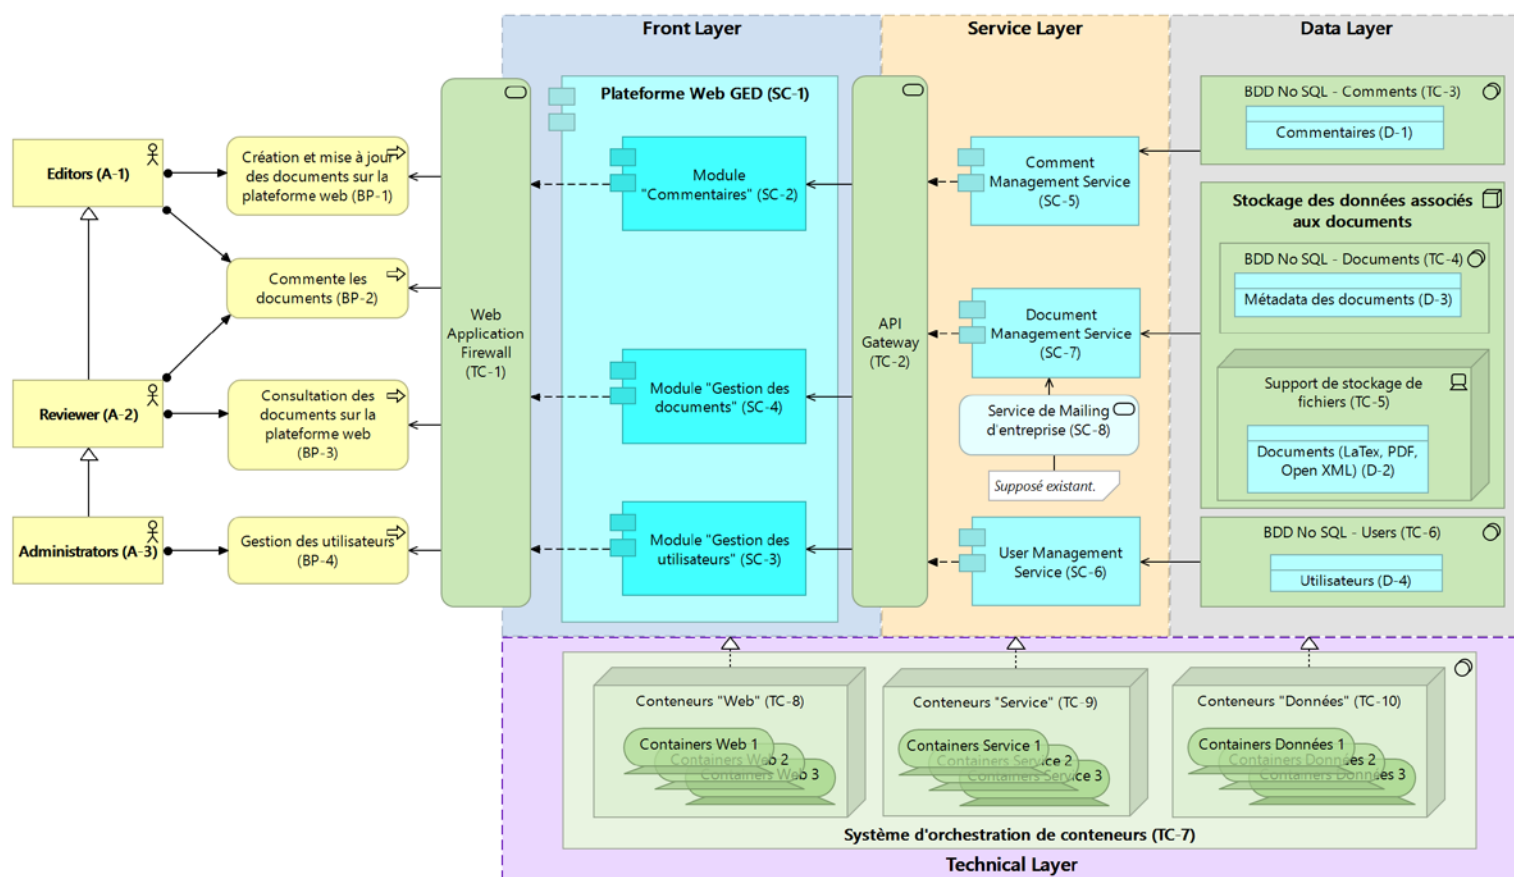 Front Layer
Service Layer
Data Layer
Editors (A-1)
Reviewer (A-2)
Administrators (A-3)
Création et mise à jour
des documents sur la
plateforme web (BP-1)
Commente les
documents (BP-2)
Consultation des
documents sur la
plateforme web
(BP-3)
Gestion des utilisateurs
(BP-4)
Web
Application
Firewall
(TC-1)
Plateforme Web GED (SC-1)
Module
"Commentaires" (SC-2)
Module "Gestion des
documents" (SC-4)
Module "Gestion des
utilisateurs" (SC-3)
API
Gateway
(TC-2)
Comment
Management Service
(SC-5)
Document
Management Service
(SC-7)
Service de Mailing
d'entreprise (SC-8)
Supposé existant.
User Management
Service (SC-6)
BDD No SQL - Comments (TC-3)
Commentaires (D-1)
Stockage des données associés
aux documents
BDD No SQL - Documents (TC-4)
Métadata des documents (D-3)
Support de stockage de
fichiers (TC-5)
Documents (LaTex, PDF,
Open XML) (D-2)
BDD No SQL - Users (TC-6)
Utilisateurs (D-4)
Conteneurs "Web" (TC-8)
Containers Web 1
Containers Web 2
Containers Web 3
Conteneurs "Service" (TC-9)
Containers Service 1
Containers Service 2
Containers Service 3
Conteneurs "Données" (TC-10)
Containers Données 1
Containers Données 2
Containers Données 3
Système d'orchestration de conteneurs (TC-7)
Technical Layer